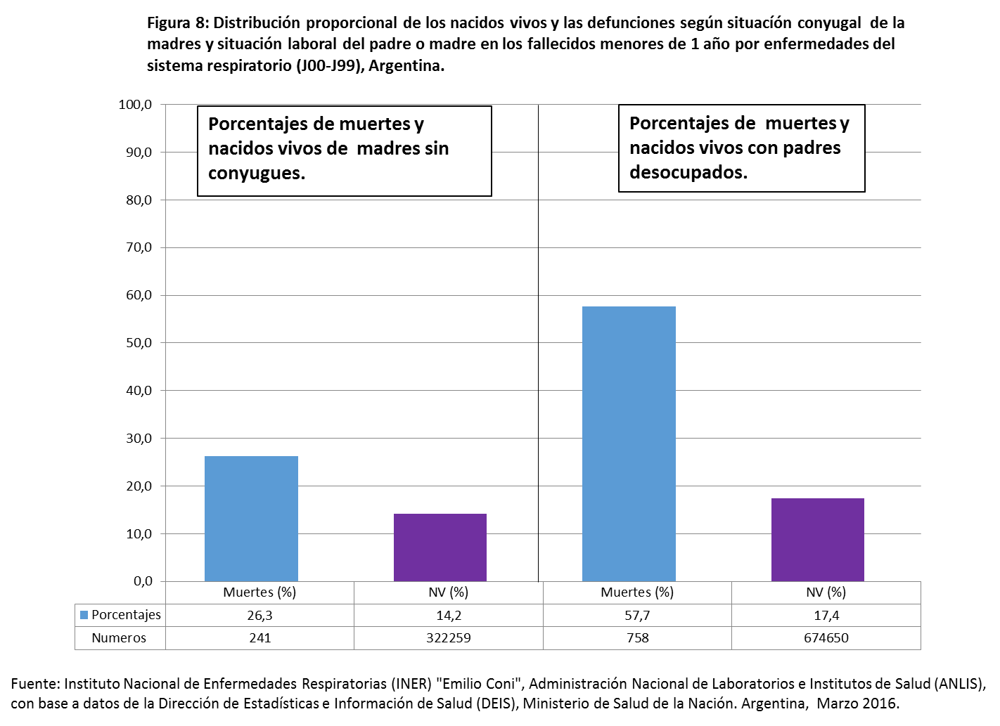 Figura 8: Distribución proporcional de los nacidos vivos y las defunciones según situacíón conyugal de la
madres y situación laboral del padre o madre en los fallecidos menores de 1 año por enfermedades del
sistema respiratorio (J00-J99), Argentina.
Porcentajes de muertes y
nacidos vivos de madres sin
conyugues.
Porcentajes de muertes y
nacidos vivos con padres
desocupados.
100,0
90,0
80,0
70,0
60,0
50,0
40,0
30,0
20,0
10,0
0,0
Muertes (%) NV (%) Muertes (%) NV (%)
Porcentajes 26,3 14,2 57,7 17,4
Numeros 241 322259 758 674650
Fuente: Instituto Nacional de Enfermedades Respiratorias (INER) "Emilio Coni", Administración Nacional de Laboratorios e Institutos de Salud (ANLIS),
con base a datos de la Dirección de Estadísticas e Información de Salud (DEIS), Ministerio de Salud de la Nación. Argentina, Marzo 2016.